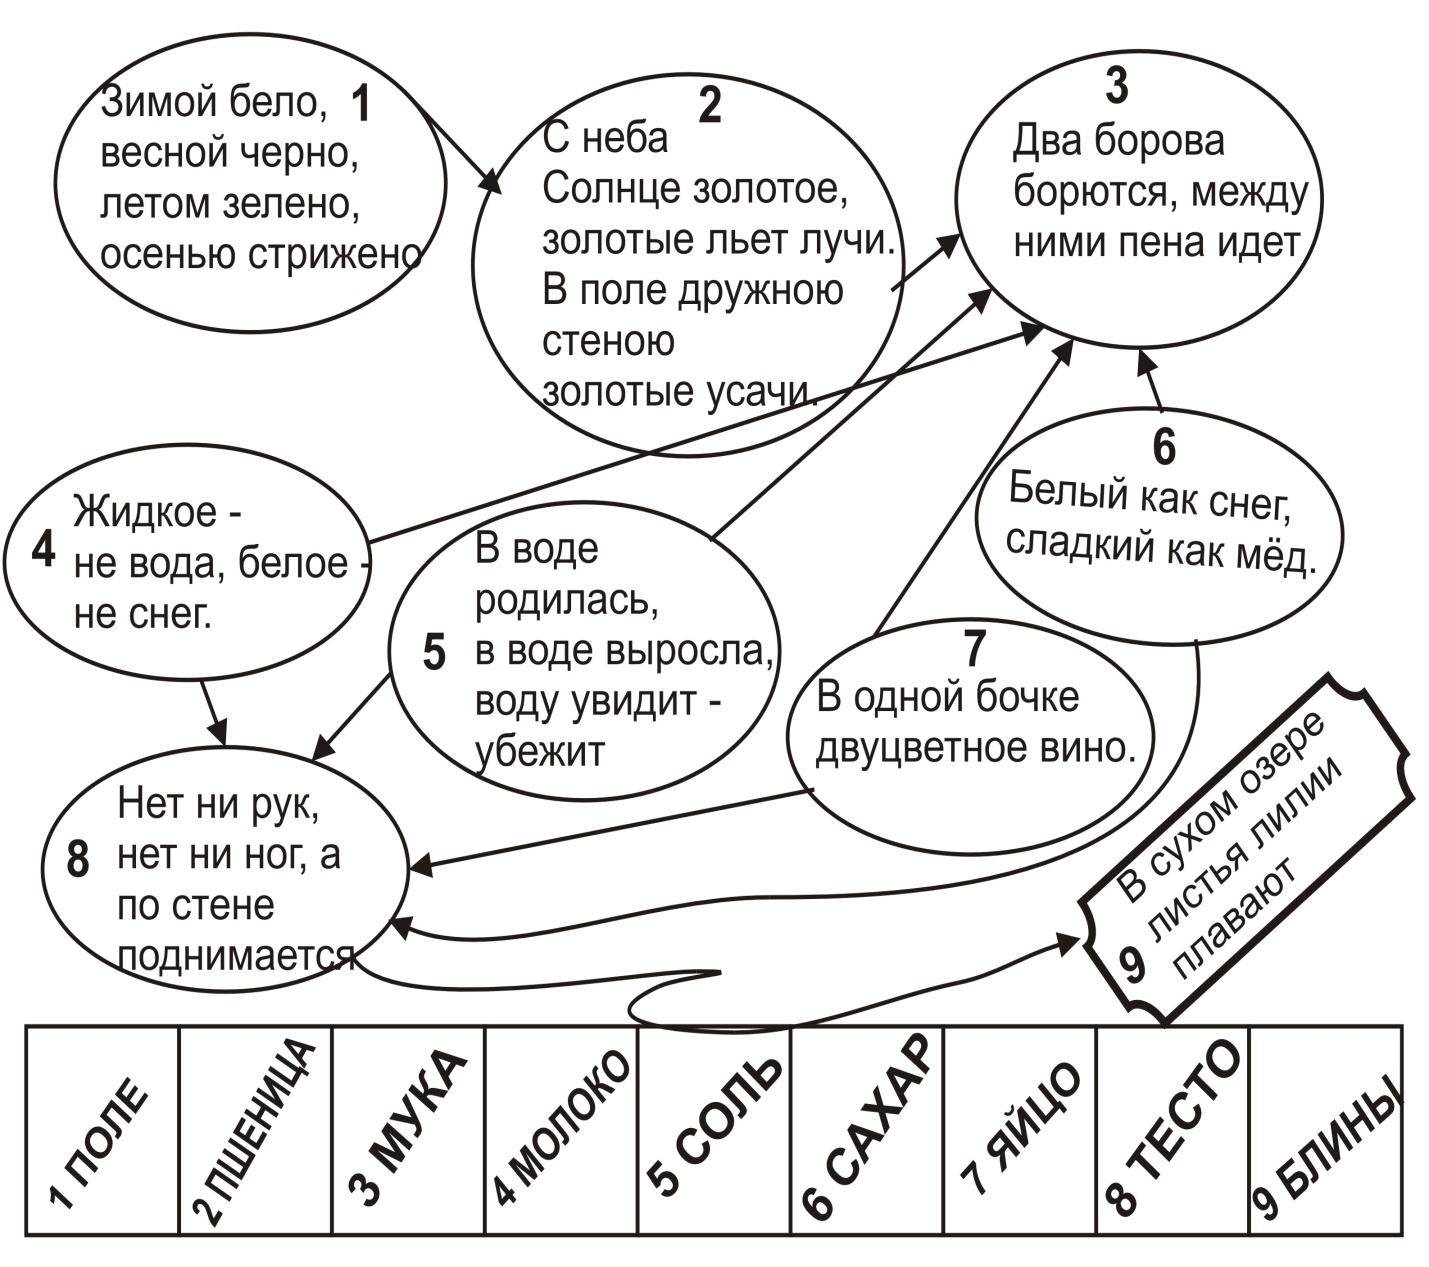 1
Зимой бело,
весной черно,
летом зелено,
осенью стрижено
2
С неба
Солнце золотое,
золотые льет лучи.
В поле дружною
стеною
золотые усачи.
3
Два борова
борются, между
ними пена идет
4
Жидкое -
не вода, белое -
не снег.
5
В воде
родилась,
в воде выросла,
воду увидит -
убежит
6
Белый как снег,
сладкий как мёд.
7
В одной бочке
двуцветное вино.
8
Нет ни рук,
нет ни ног, а
по стене
поднимается
9
В сухом озере
листья лилии
плавают
1 ПОЛЕ
2 ПШЕНИЦА
3 МУКА
4 МОЛОКО
5 СОЛЬ
6 САХАР
7 ЯЙЦО
8 ТЕСТО
9 БЛИНЫ